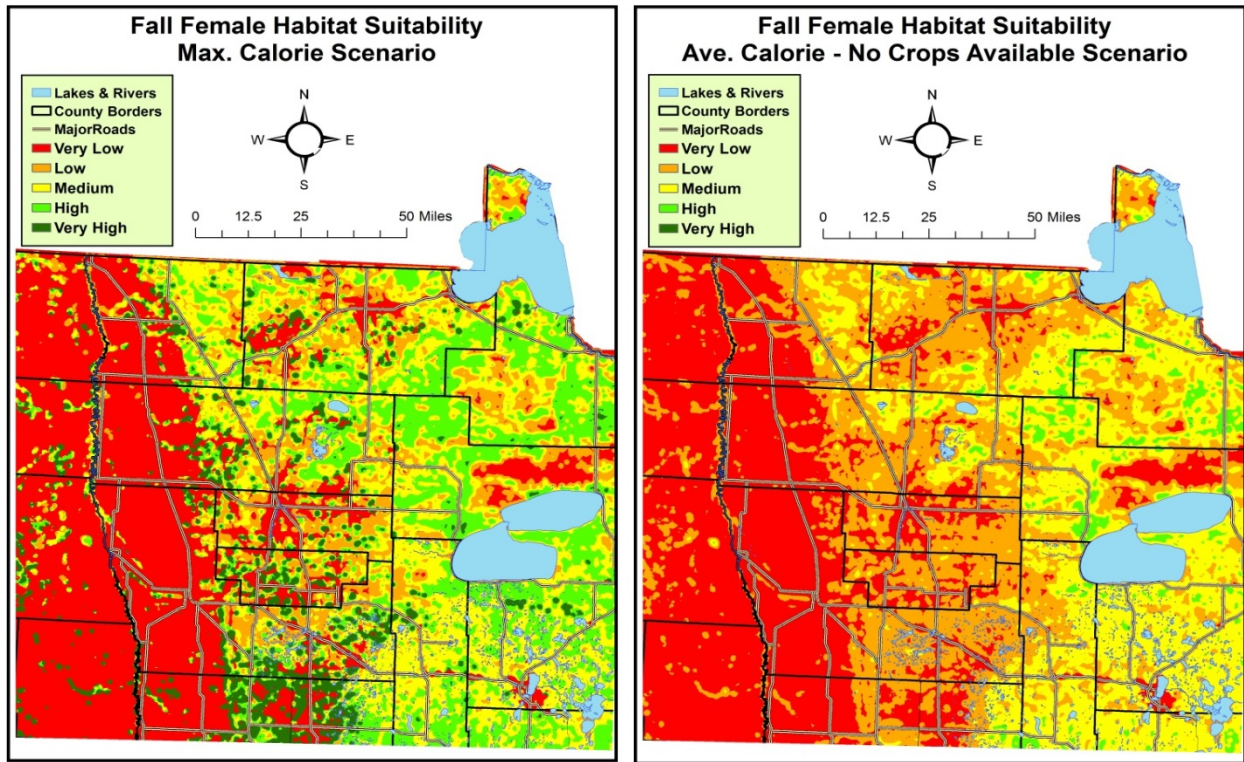 Fall Female Habitat Suitability
Max. Calorie Scenario
Lakes & Rivers
County Borders
MajorRoads
Very Low
Low
Medium
High
Very High
N
W E
S
0 12.5 25 50 Miles
Fall Female Habitat Suitability
Ave. Calorie - No Crops Available Scenario
Lakes & Rivers
County Borders
MajorRoads
Very Low
Low
Medium
High
Very High
N
W E
S
0 12.5 25 50 Miles